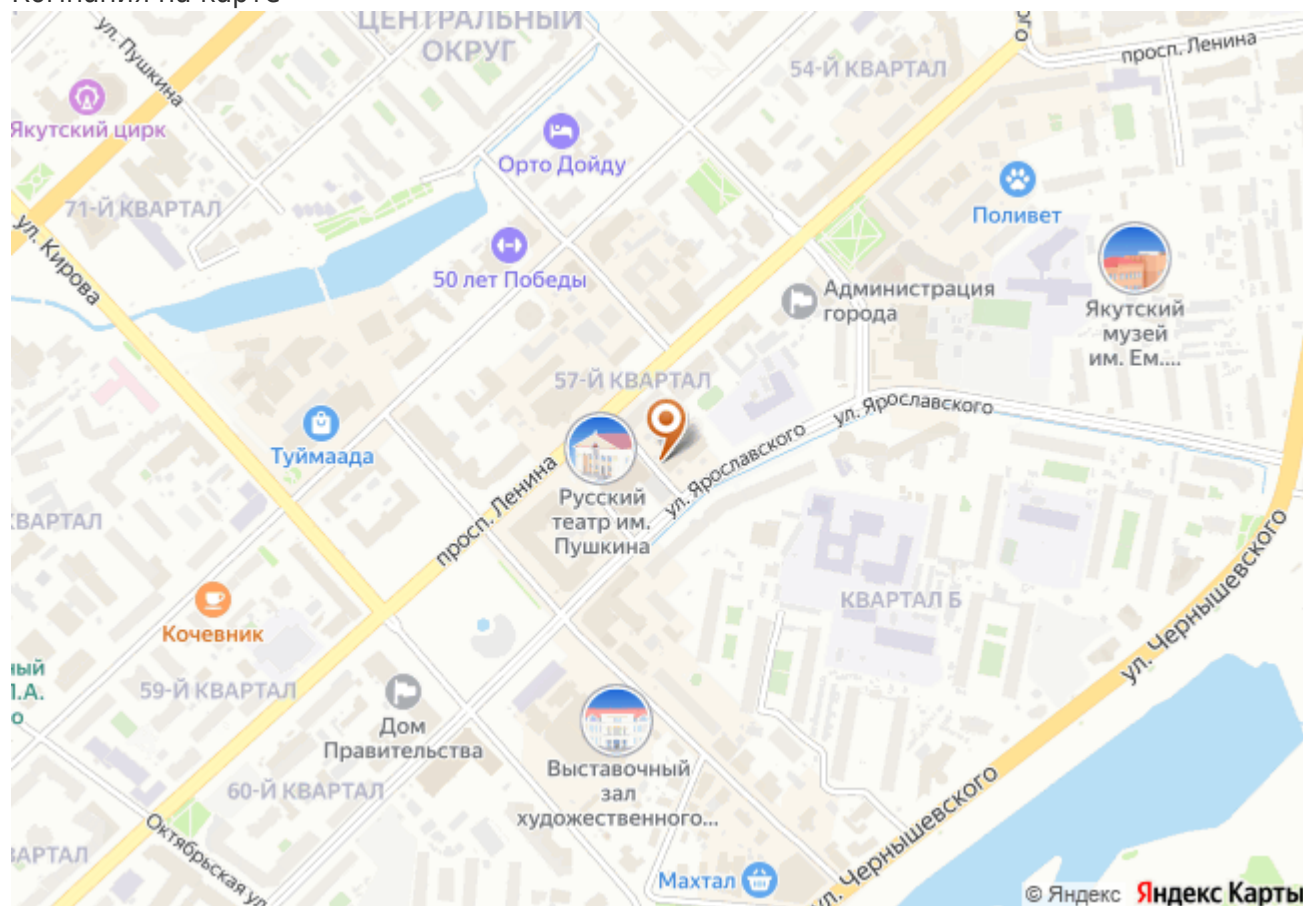 Компания на карте
ЦЕНТРАЛЬНЫЙ
ОКРУГ
ул. Пушкина
просп. Ленина
54-Й КВАРТАЛ
Якутский цирк
Орто Дойду
71-Й КВАРТАЛ
Поливет
ул. Кирова
50 лет Победы
Администрация
города
Якутский
музей
им. Ем....
57-Й КВАРТАЛ
ул. Ярославского
ул. Ярославского
Туймаада
просп. Ленина
Русский
театр им.
Пушкина
КВАРТАЛ
КВАРТАЛ Б
Кочевник
ул. Чернышевского
59-Й КВАРТАЛ
Дом
Правительства
60-Й КВАРТАЛ
Выставочный
зал
художественного...
Октябрьская ул.
Махтал
ул. Чернышевского
© Яндекс Яндекс Карты